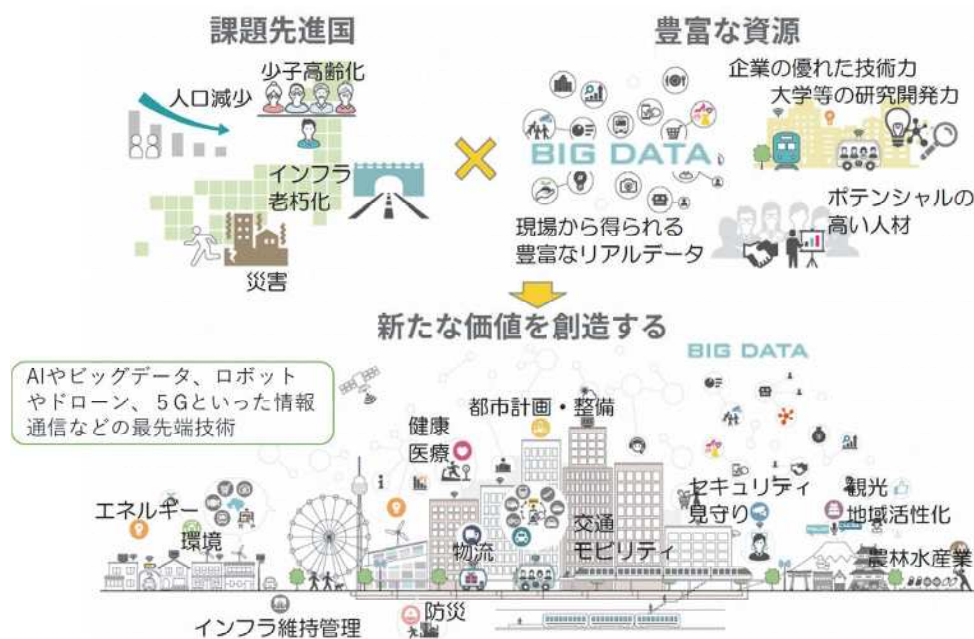 課題先進国
少子高齢化
人口減少
インフラ
老朽化
災害
豊富な資源
企業の優れた技術力
大学等の研究開発力
BIG DATA
現場から得られる
豊富なリアルデータ
ポテンシャルの
高い人材
新たな価値を創造する
BIG DATA
AIやビッグデータ、ロボット
やドローン、5Gといった情報
通信などの最先端技術
都市計画・整備
健康
医療
セキュリティ
見守り
観光
地域活性化
エネルギー
環境
物流
交通
モビリティ
農林水産業
防災
インフラ維持管理